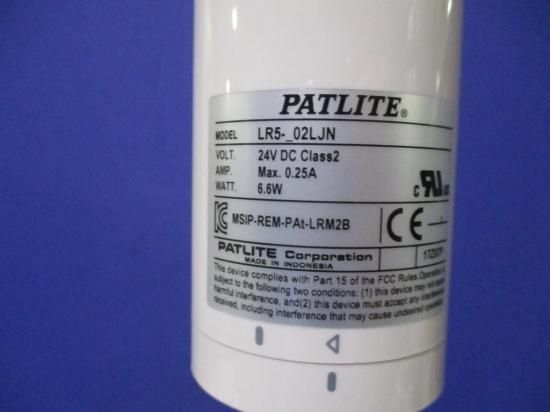 PATLITE®
MODEL LR5-_02LJN
VOLT. 24V DC Class2
AMP. Max. 0.25A
WATT. 6.6W
MSIP-REM-PAt-LRM2B
CE
PATLITE Corporation
MADE IN INDONESIA
This device complies with Part 15 of the FCC Rules. Operation
subject to the following two conditions: (1) this device may not
harmful interference, and(2) this device must accept any interference
received, including interference that may cause undesired